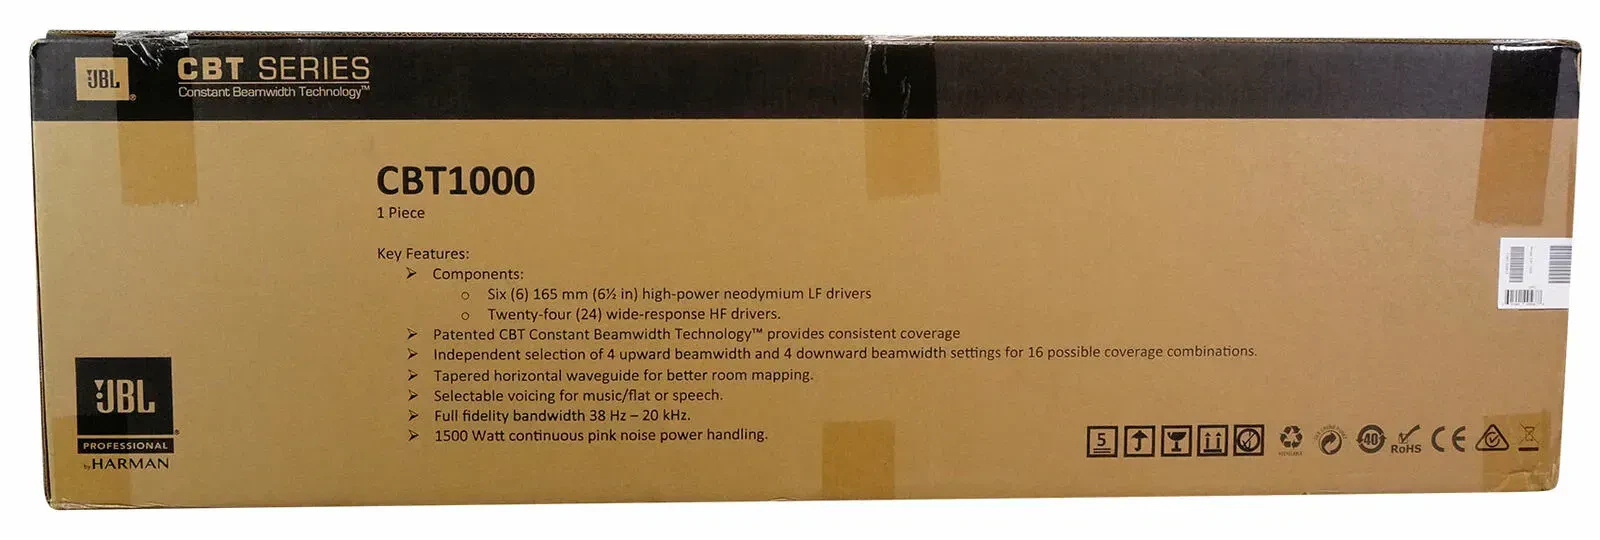 JBL
CBT SERIES
Constant Beamwidth Technology™
CBT1000
1 Piece
Key Features:
➢ Components:
o Six (6) 165 mm (6½ in) high-power neodymium LF drivers
o Twenty-four (24) wide-response HF drivers.
➢ Patented CBT Constant Beamwidth Technology™ provides consistent coverage
➢ Independent selection of 4 upward beamwidth and 4 downward beamwidth settings for 16 possible coverage combinations.
➢ Tapered horizontal waveguide for better room mapping.
➢ Selectable voicing for music/flat or speech.
➢ Full fidelity bandwidth 38 Hz – 20 kHz.
➢ 1500 Watt continuous pink noise power handling.
JBL
PROFESSIONAL
by HARMAN
5
40
RoHS
CE